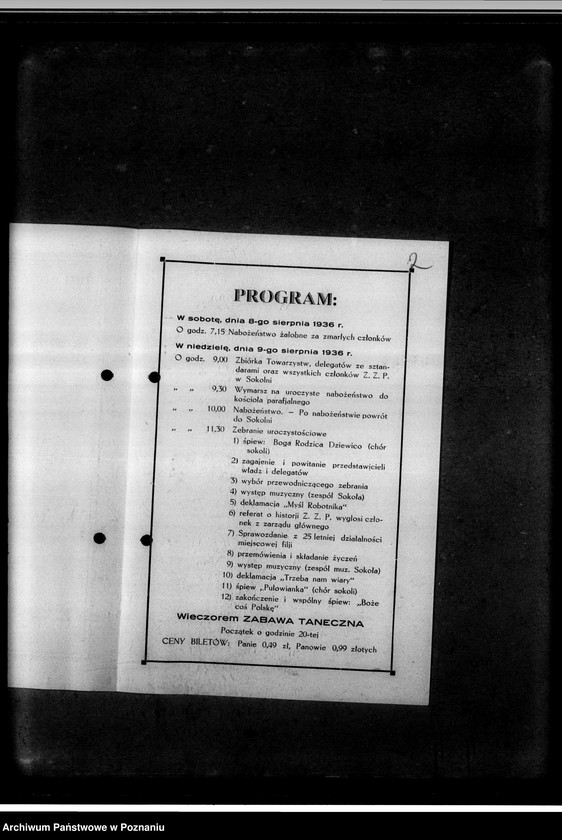 2
PROGRAM:
W sobotę, dnia 8-go sierpnia 1936 r.
O godz. 7,15 Nabożeństwo żałobne za zmarłych członków
W niedzielę, dnia 9-go sierpnia 1936 r.
O godz. 9,00 Zbiórka Towarzystw, delegatów ze sztan-
darami oraz wszystkich członków Z. Z. P.
w Sokolni
„ „ 9,30 Wymarsz na uroczyste nabożeństwo do
kościoła parafjalnego
„ „ 10,00 Nabożeństwo. — Po nabożeństwie powrót
do Sokolni
„ „ 11,30 Zebranie uroczystościowe
1) śpiew: Boga Rodzica Dziewico (chór
sokoli)
2) zagajenie i powitanie przedstawicieli
władz i delegatów
3) wybór przewodniczącego zebrania
4) występ muzyczny (zespół Sokoła)
5) deklamacja „Myśl Robotnika"
6) referat o historji Z. Z. P. wygłosi czło-
nek z zarządu głównego
7) Sprawozdanie z 25 letniej działalności
miejscowej filji
8) przemówienia i składanie życzeń
9) występ muzyczny (zespół muz. Sokoła)
10) deklamacja „Trzeba nam wiary"
11) śpiew „Pułowianka" (chór sokoli)
12) zakończenie i wspólny śpiew: „Boże
coś Polskę"
Wieczorem ZABAWA TANECZNA
Początek o godzinie 20-tej
CENY BILETÓW: Panie 0,49 zł, Panowie 0,99 złotych
Archiwum Państwowe w Poznaniu